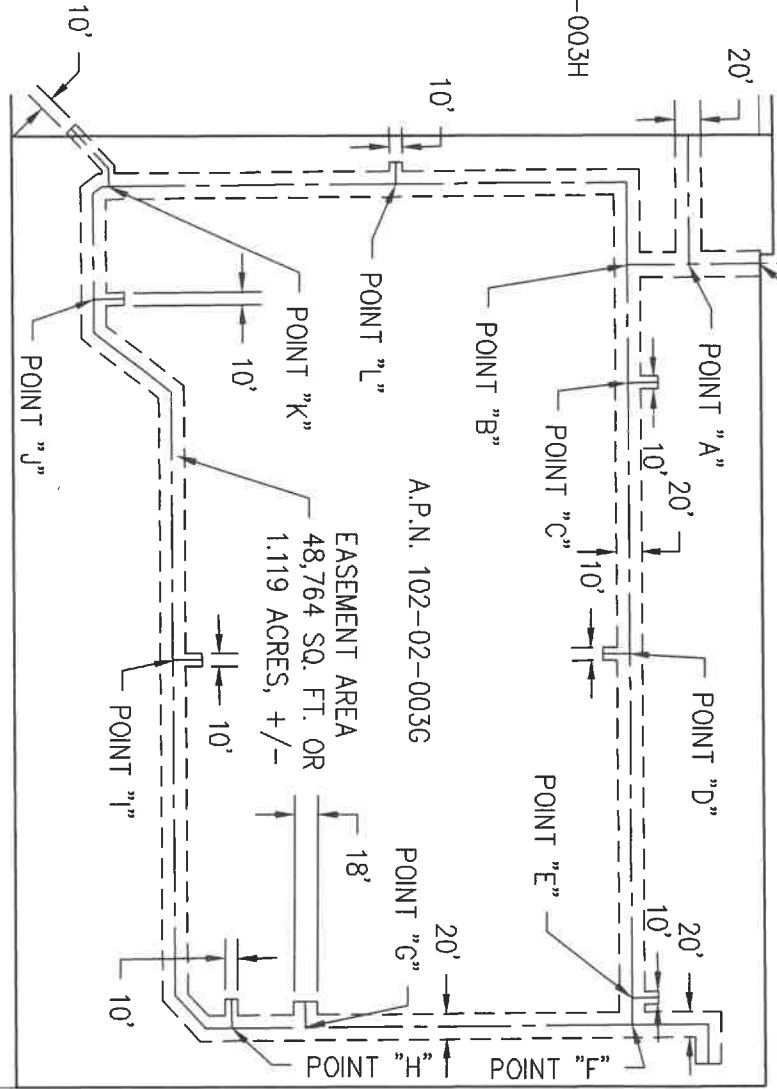 20'
-003H
10'
10'
POINT "A"
POINT "B"
POINT "C"
10'
20'
10'
POINT "D"
10'
POINT "E"
20'
10'
POINT "F"
20'
POINT "G"
18'
POINT "H"
10'
A.P.N. 102-02-003G
EASEMENT AREA
48,764 SQ. FT. OR
1.119 ACRES, +/-
POINT "L"
POINT "K"
10'
POINT "J"
10'
POINT "I"